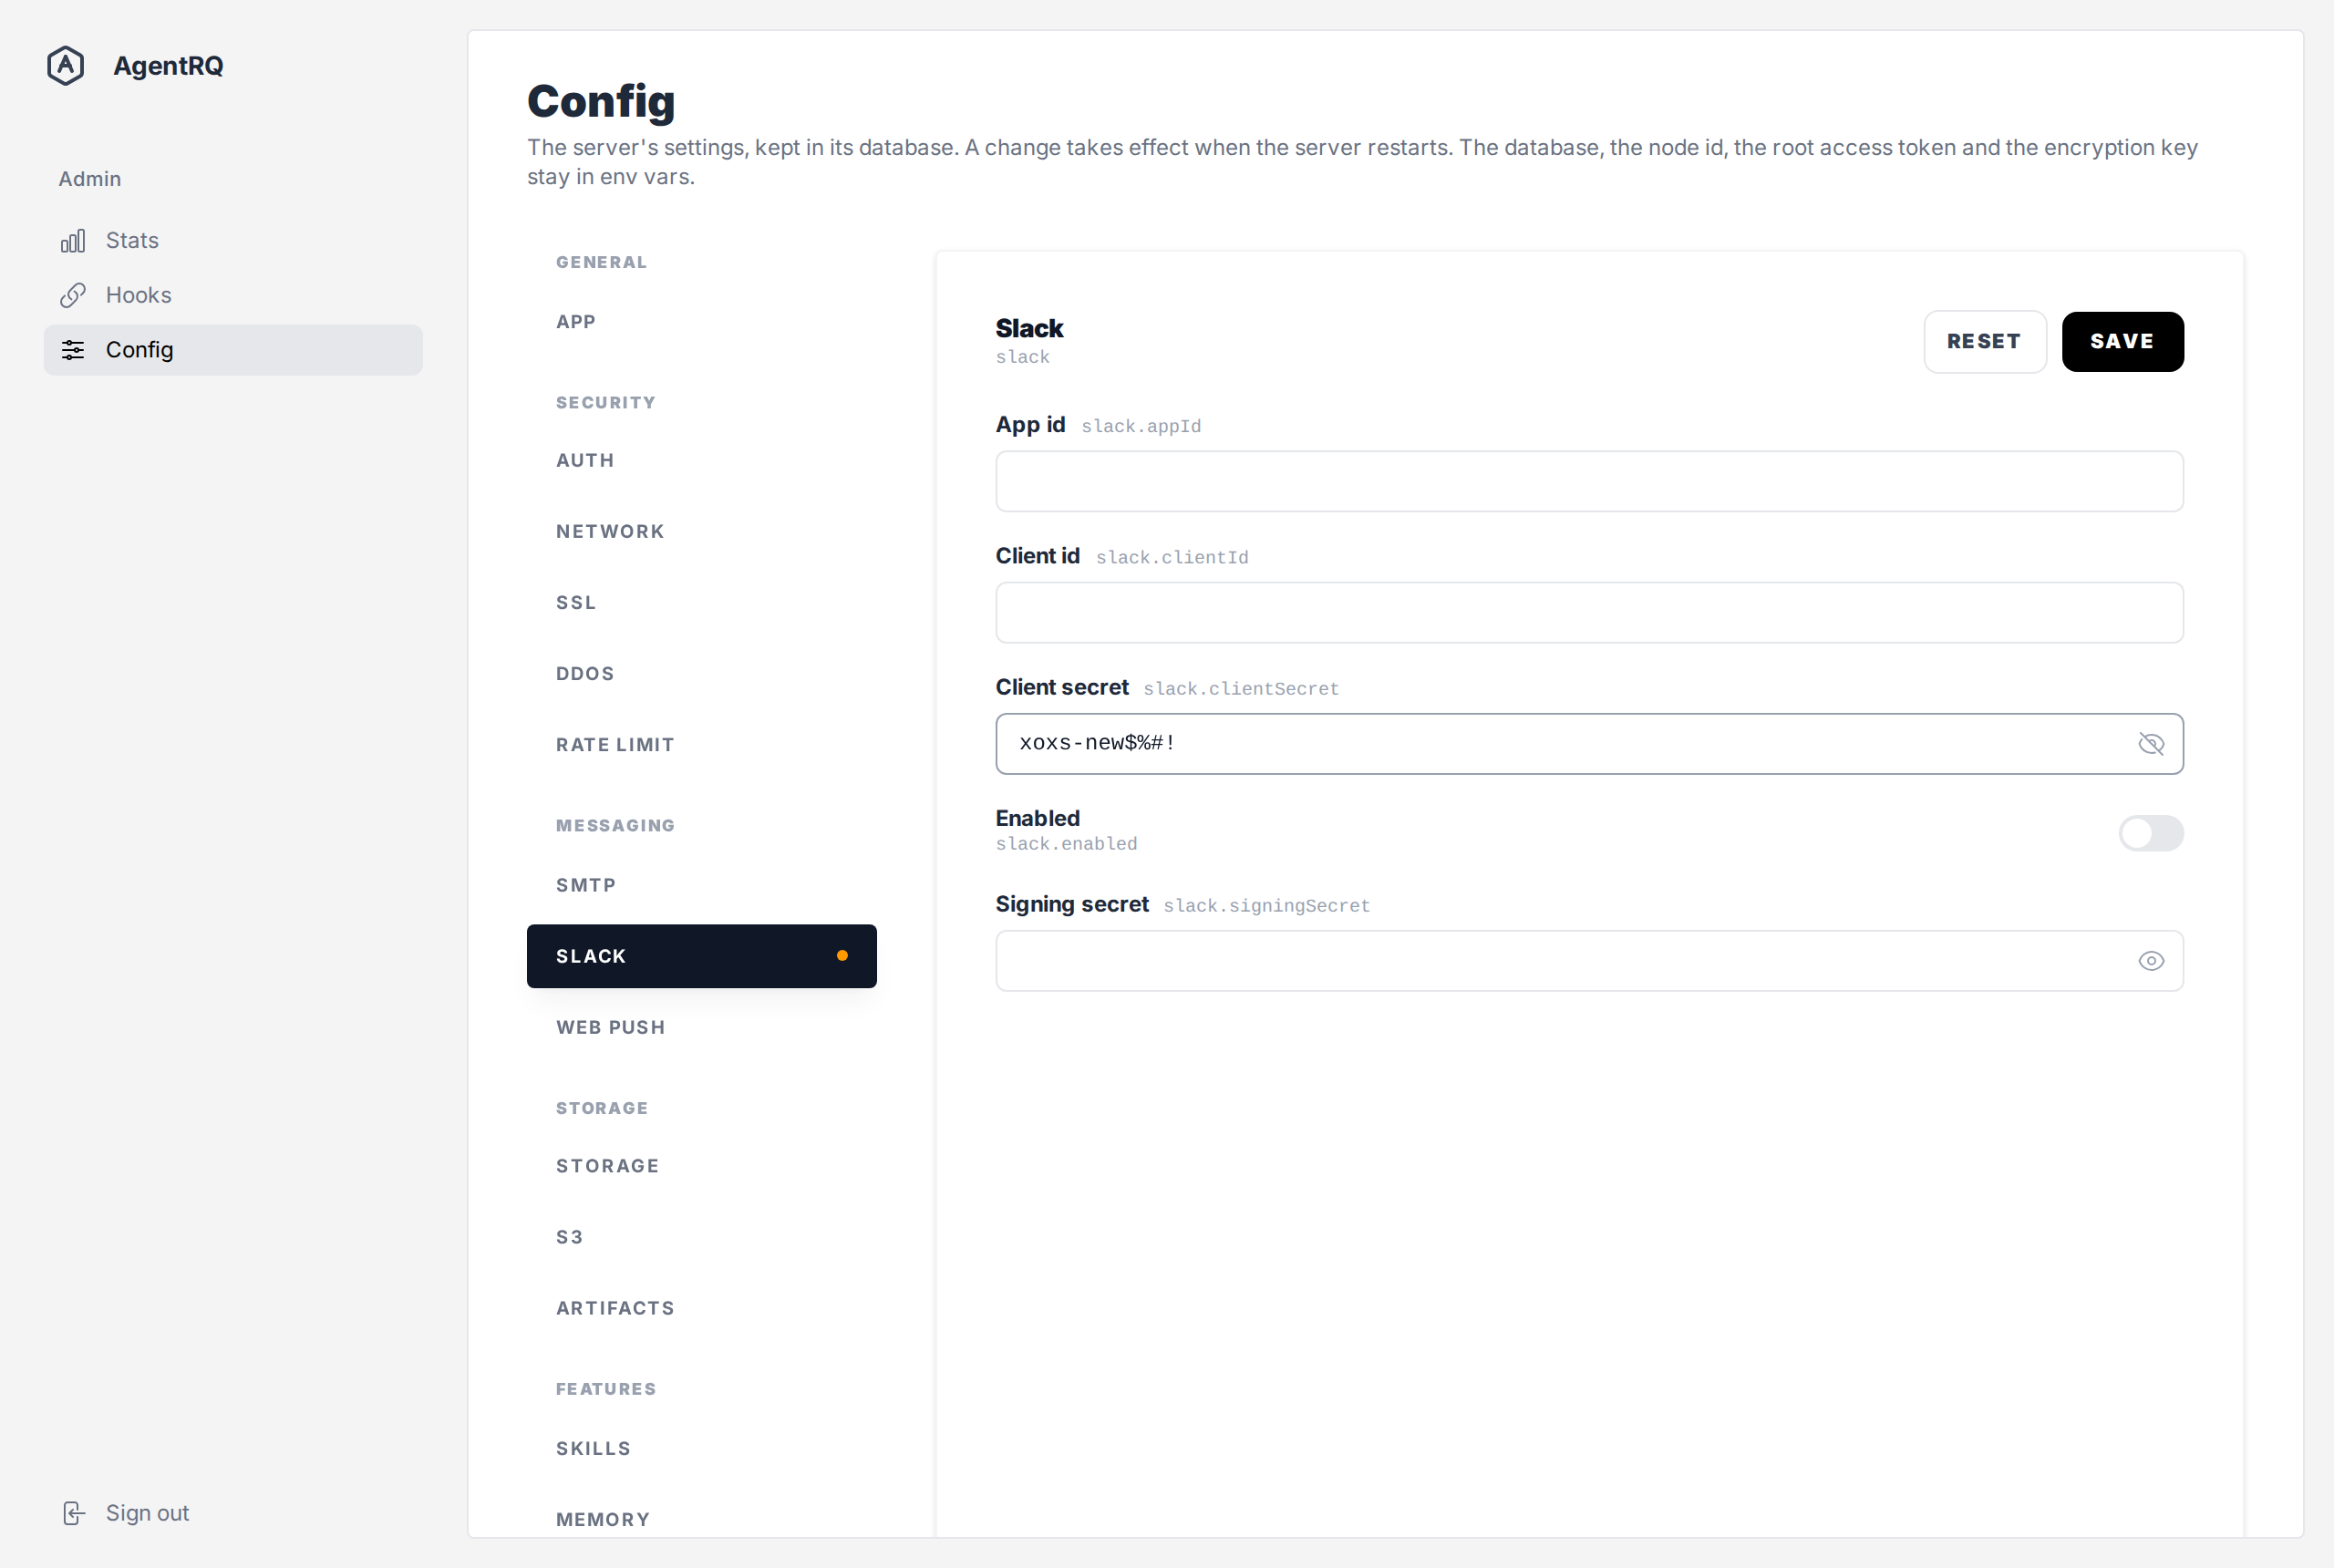 AgentRQ
Admin
Stats
Hooks
Config
Sign out
Config
The server's settings, kept in its database. A change takes effect when the server restarts. The database, the node id, the root access token and the encryption key
stay in env vars.
GENERAL
APP
SECURITY
AUTH
NETWORK
SSL
DDOS
RATE LIMIT
MESSAGING
SMTP
SLACK
WEB PUSH
STORAGE
STORAGE
S3
ARTIFACTS
FEATURES
SKILLS
MEMORY
Slack
slack
RESET
SAVE
App id slack.appId
Client id slack.clientId
Client secret slack.clientSecret
xoxs-new$%#!
Enabled
slack.enabled
Signing secret slack.signingSecret